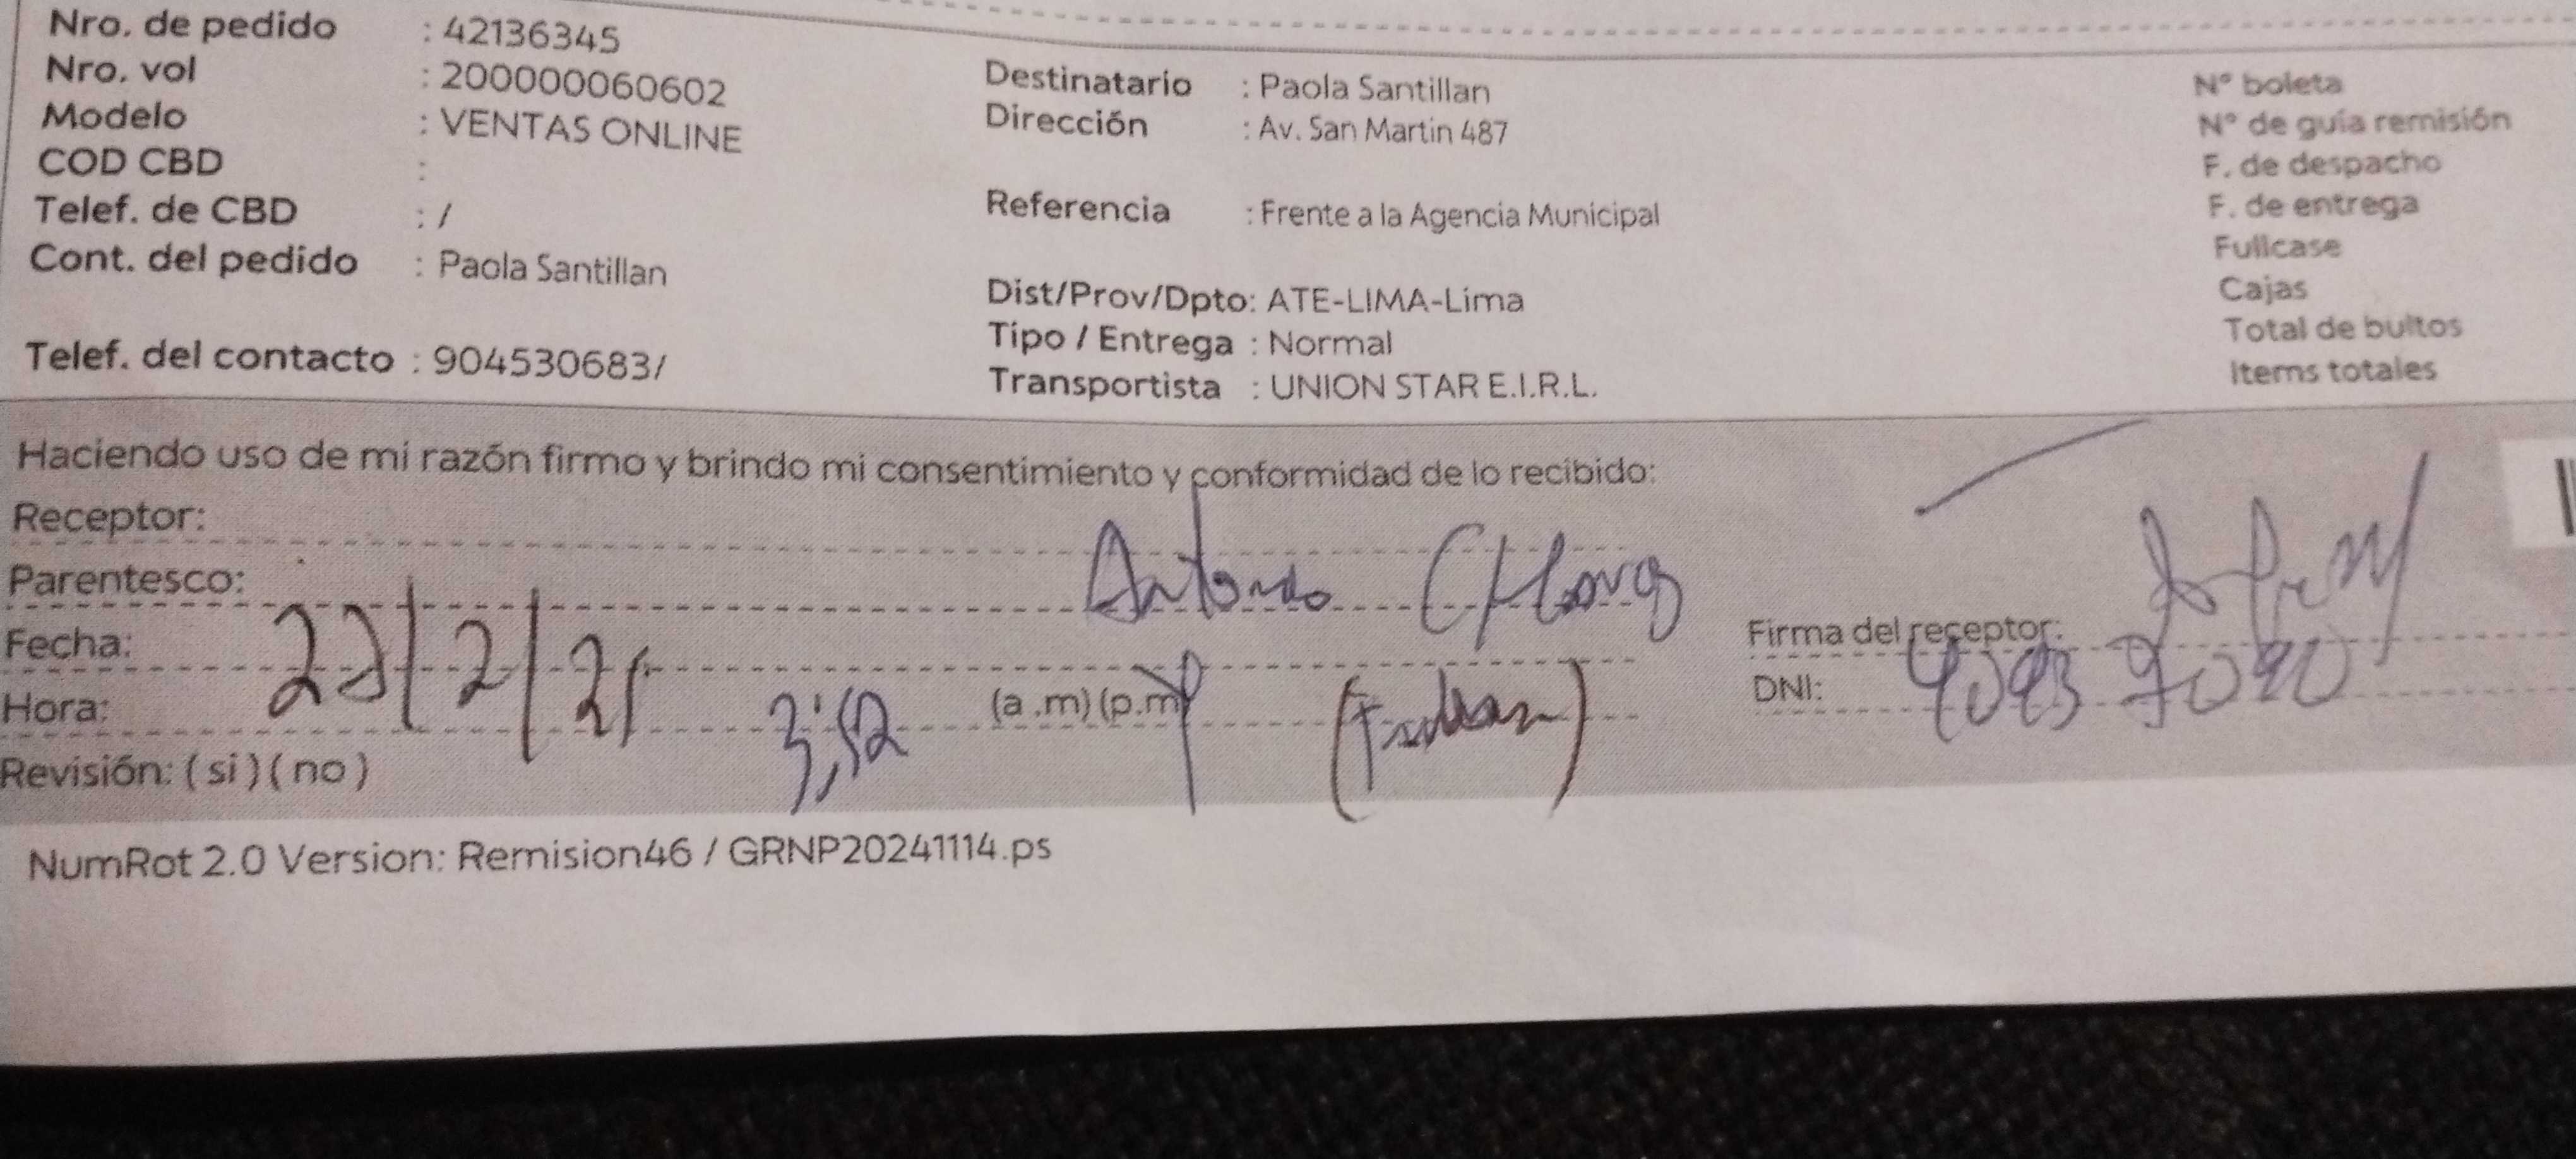 Nro. de pedido : 42136345
Nro. vol : 200000060602
Modelo : VENTAS ONLINE
COD CBD :
Telef. de CBD : /
Cont. del pedido : Paola Santillan
Telef. del contacto : 904530683/
Destinatario : Paola Santillan
Dirección : Av. San Martin 487
Referencia : Frente a la Agencia Municipal
Dist/Prov/Dpto: ATE-LIMA-Lima
Tipo / Entrega : Normal
Transportista : UNION STAR E.I.R.L.
N° boleta
N° de guía remisión
F. de despacho
F. de entrega
Fullcase
Cajas
Total de bultos
Items totales
Haciendo uso de mi razón firmo y brindo mi consentimiento y conformidad de lo recibido:
Receptor:
Parentesco: Antonio
Fecha:
Hora: (a .m) (p.m)
Revisión: ( si ) ( no )
Firma del receptor:
DNI:
NumRot 2.0 Version: Remision46 / GRNP20241114.ps